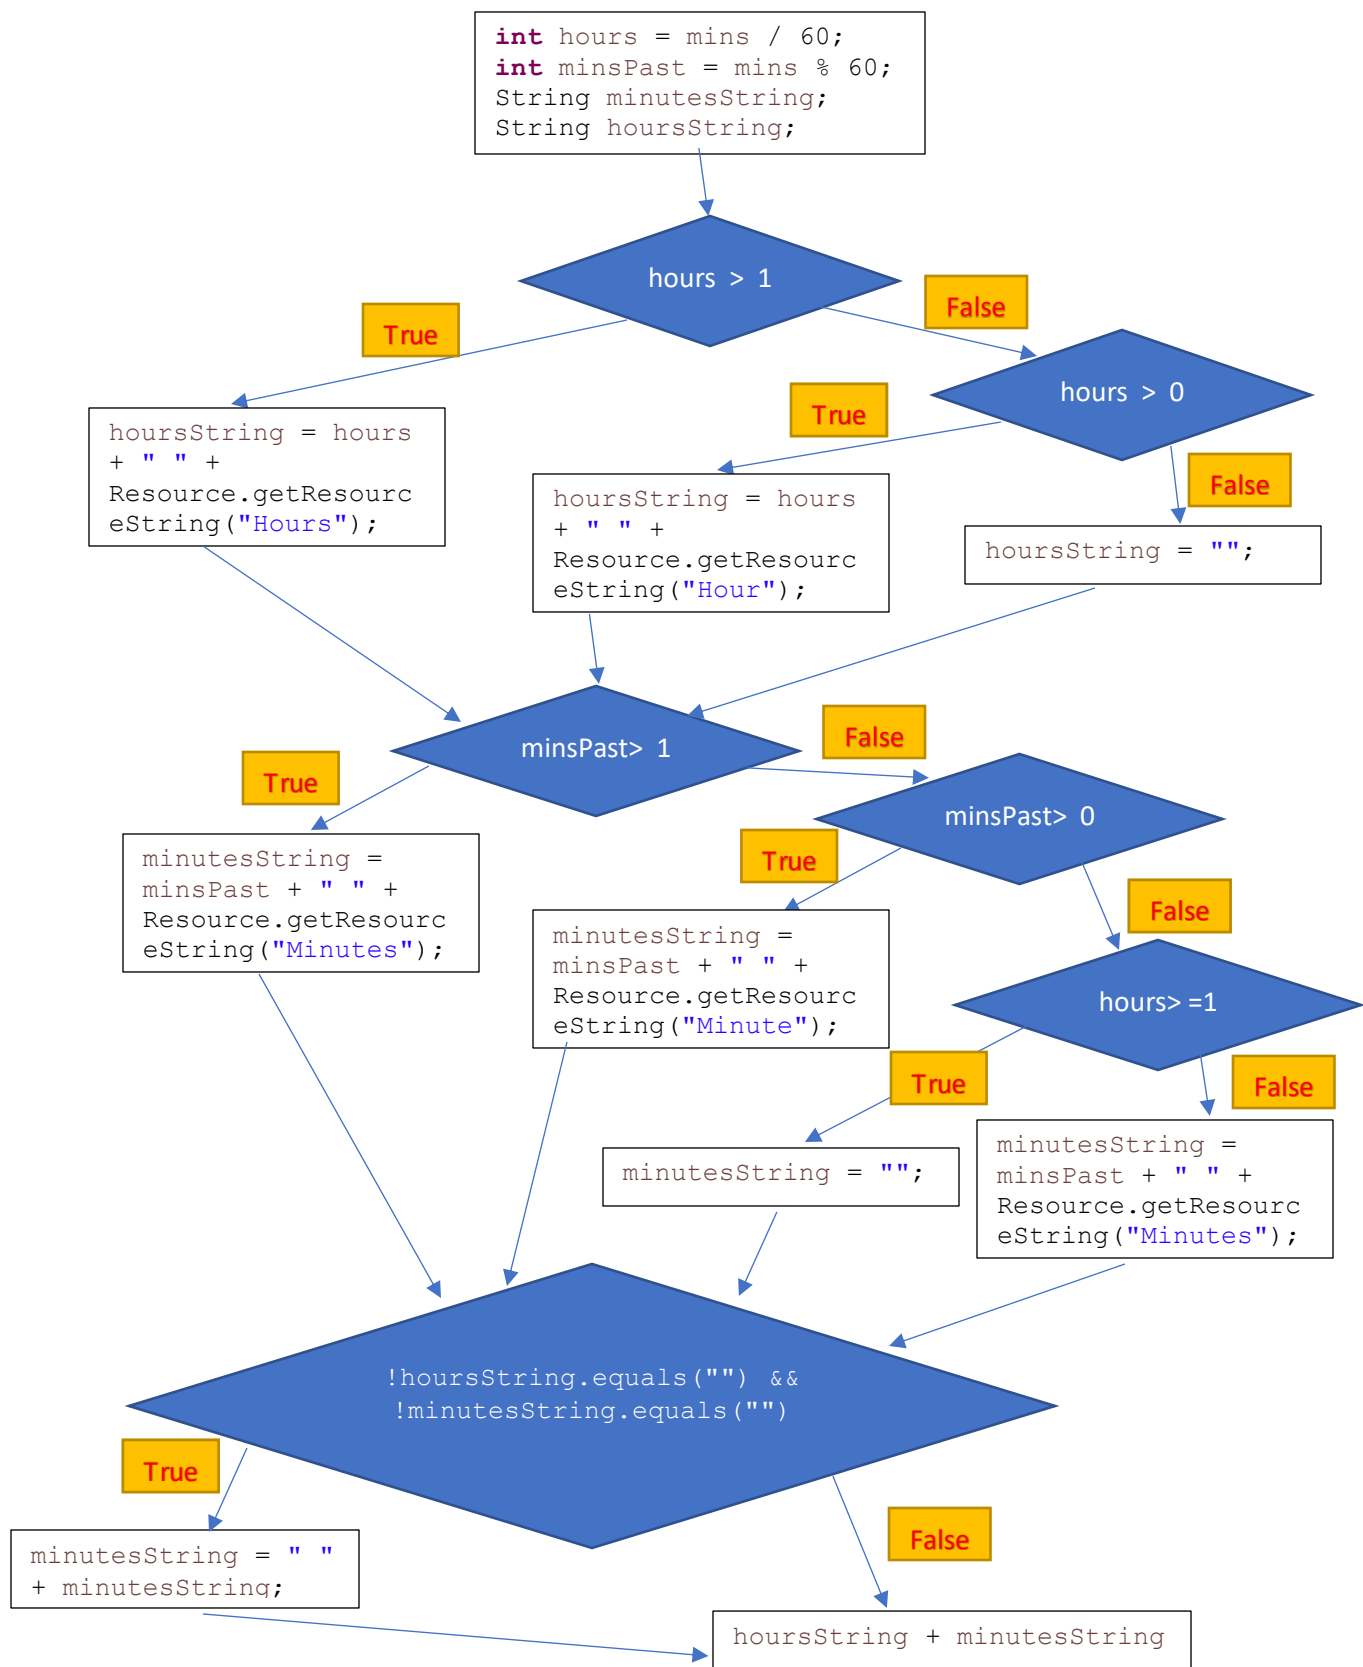 int hours = mins / 60;
int minsPast = mins % 60;
String minutesString;
String hoursString;
hours > 1
True
False
hours > 0
True
False
hoursString = hours
+ " " +
Resource.getResourc
eString("Hours");
hoursString = hours
+ " " +
Resource.getResourc
eString("Hour");
hoursString = "";
minsPast> 1
True
False
minsPast> 0
True
False
minutesString =
minsPast + " " +
Resource.getResourc
eString("Minutes");
minutesString =
minsPast + " " +
Resource.getResourc
eString("Minute");
hours> =1
True
False
minutesString = "";
minutesString =
minsPast + " " +
Resource.getResourc
eString("Minutes");
!hoursString.equals("") &&
!minutesString.equals("")
True
False
minutesString = " "
+ minutesString;
hoursString + minutesString